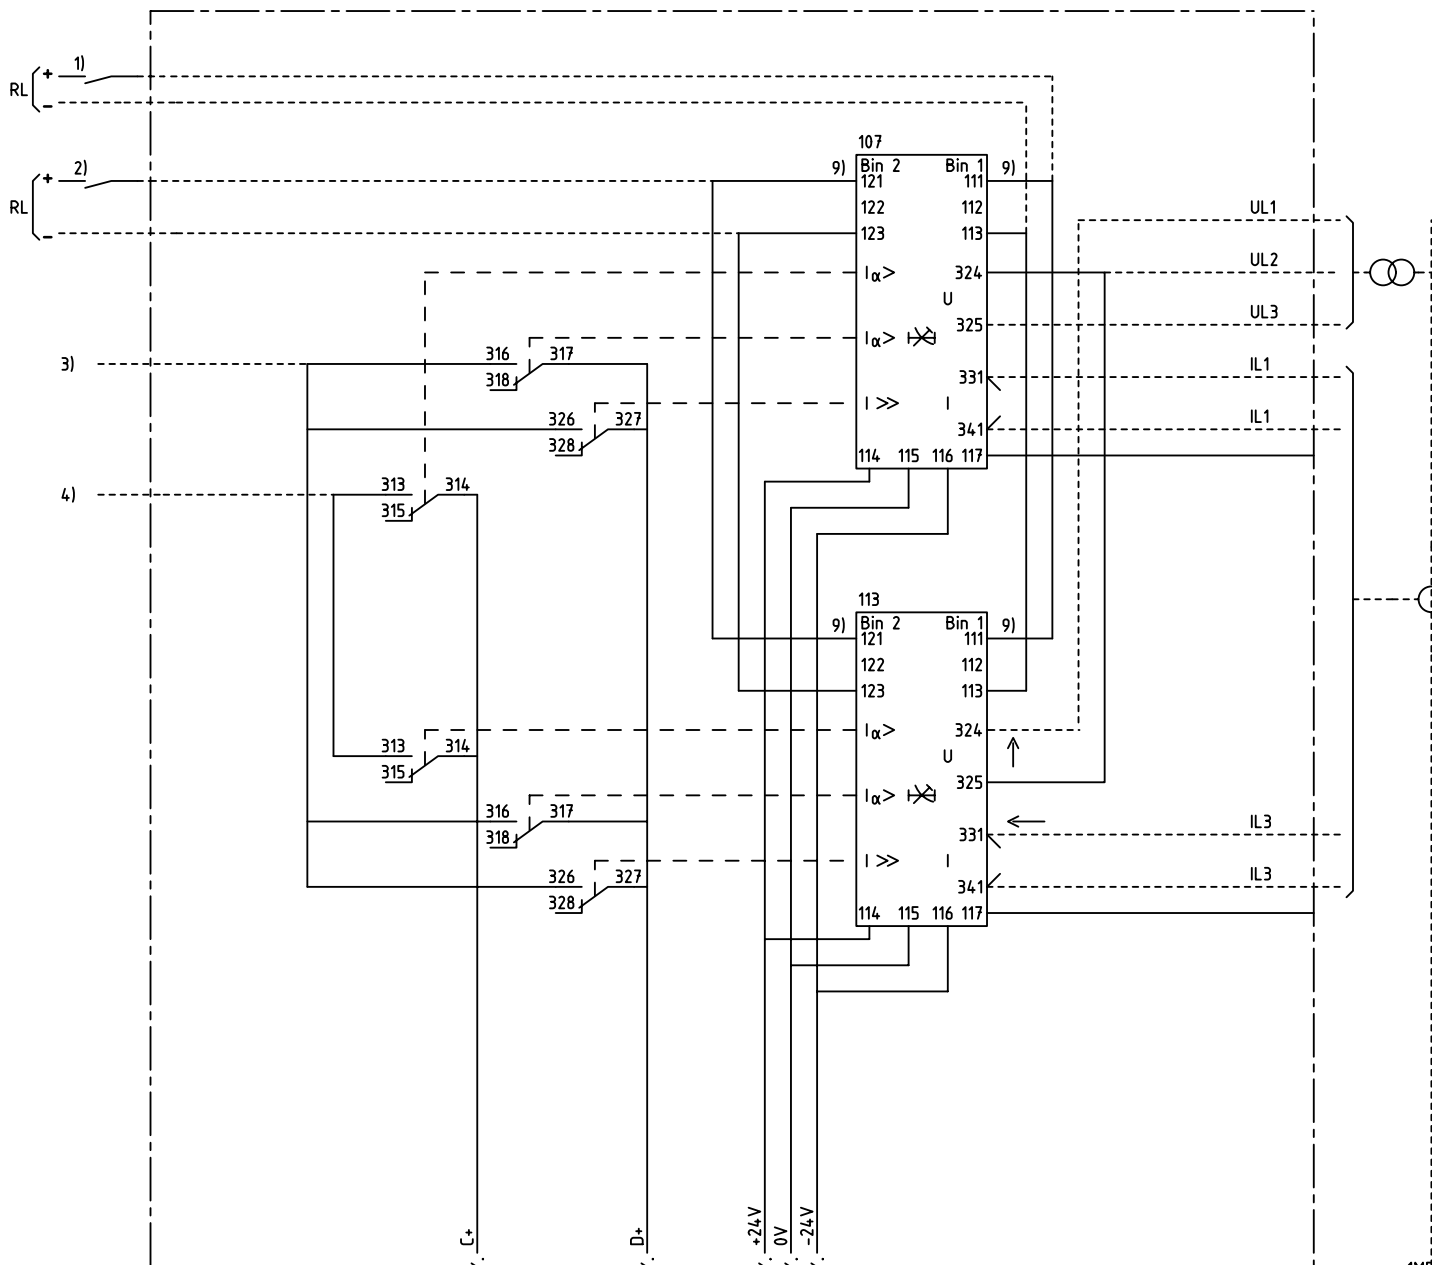 1)
RL
+
-
107
2)
9)
Bin 2
Bin 1
9)
+
121
111
RL
122
112
UL1
-
123
113
Iα>
324
UL2
U
325
UL3
Iα>
3)
316
317
318
331
IL1
I >>
I
326
327
341
IL1
328
114
115
116
117
4)
313
314
315
113
9)
Bin 2
Bin 1
9)
121
111
122
112
123
113
Iα>
324
313
314
U
315
325
Iα>
316
317
318
331
IL3
I >>
I
326
327
341
IL3
328
114
115
116
117
C+
D+
+24V
0V
-24V